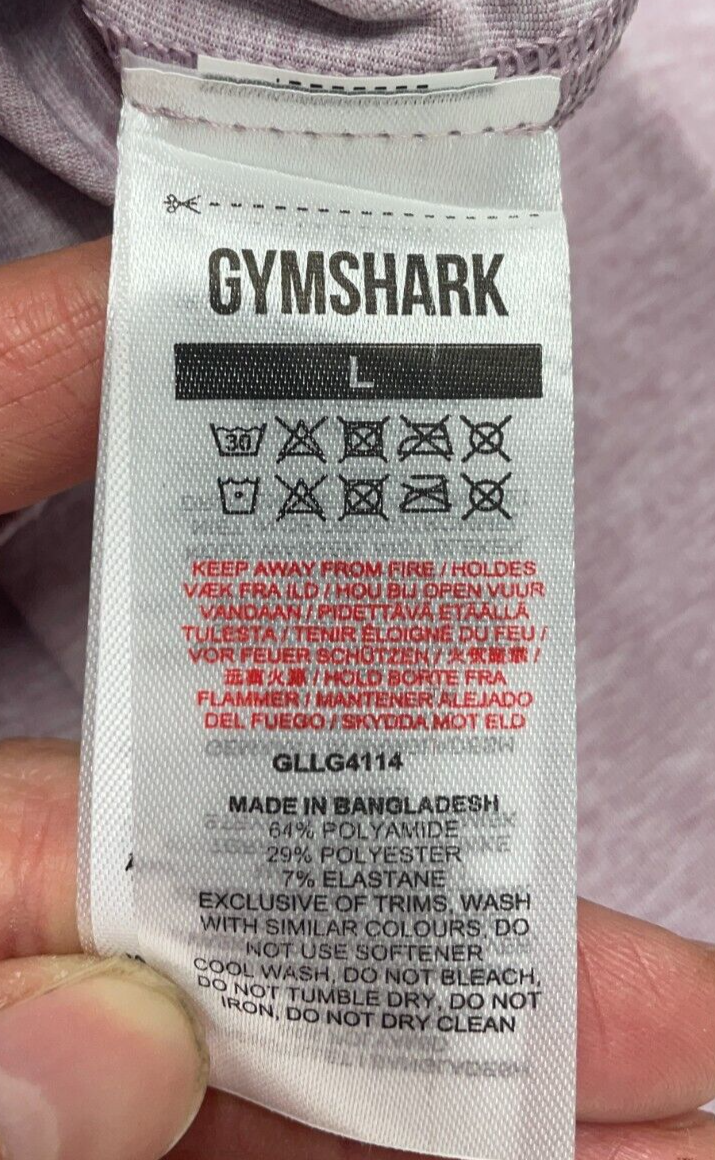 GYMSHARK
L
30
KEEP AWAY FROM FIRE / HOLDES
VÆK FRA ILD / HOU BIJ OPEN VUUR
VANDAAN / PIDETTÄVÄ ETÄÄLLÄ
TULESTA / TENIR ÉLOIGNÉ DU FEU /
VOR FEUER SCHÜTZEN / 火気厳禁 /
远离火源 / HOLD BORTE FRA
FLAMMER / MANTENER ALEJADO
DEL FUEGO / SKYDDA MOT ELD
GLLG4114
MADE IN BANGLADESH
64% POLYAMIDE
29% POLYESTER
7% ELASTANE
EXCLUSIVE OF TRIMS, WASH
WITH SIMILAR COLOURS, DO
NOT USE SOFTENER
COOL WASH, DO NOT BLEACH,
DO NOT TUMBLE DRY, DO NOT
IRON, DO NOT DRY CLEAN